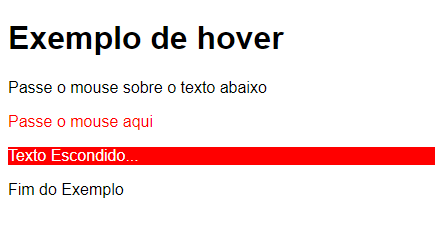 Exemplo de hover
Passe o mouse sobre o texto abaixo
Passe o mouse aqui
Texto Escondido...
Fim do Exemplo